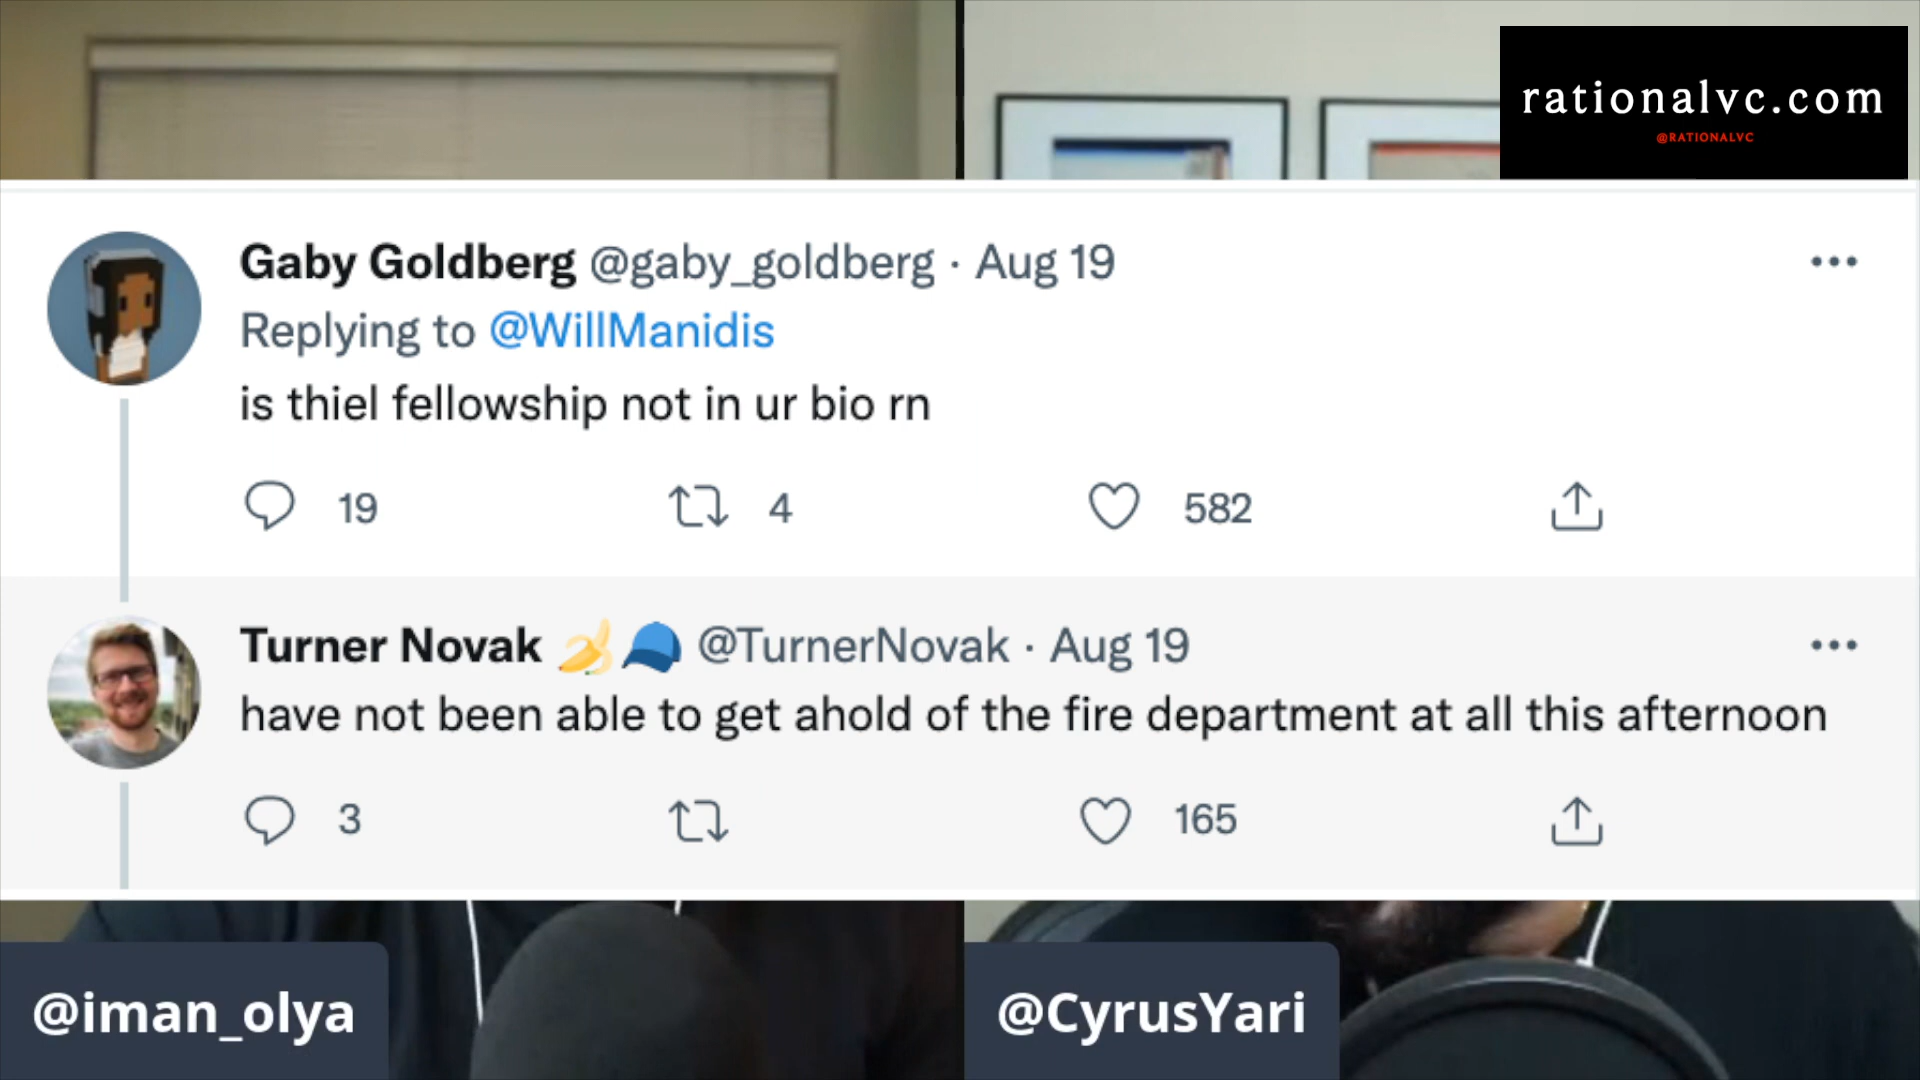 rationalvc.com
@RATIONALVC
Gaby Goldberg @gaby_goldberg · Aug 19
Replying to @WillManidis
is thiel fellowship not in ur bio rn
19 4 582
Turner Novak 🍌🧢 @TurnerNovak · Aug 19
have not been able to get ahold of the fire department at all this afternoon
3 165
@iman_olya
@CyrusYari